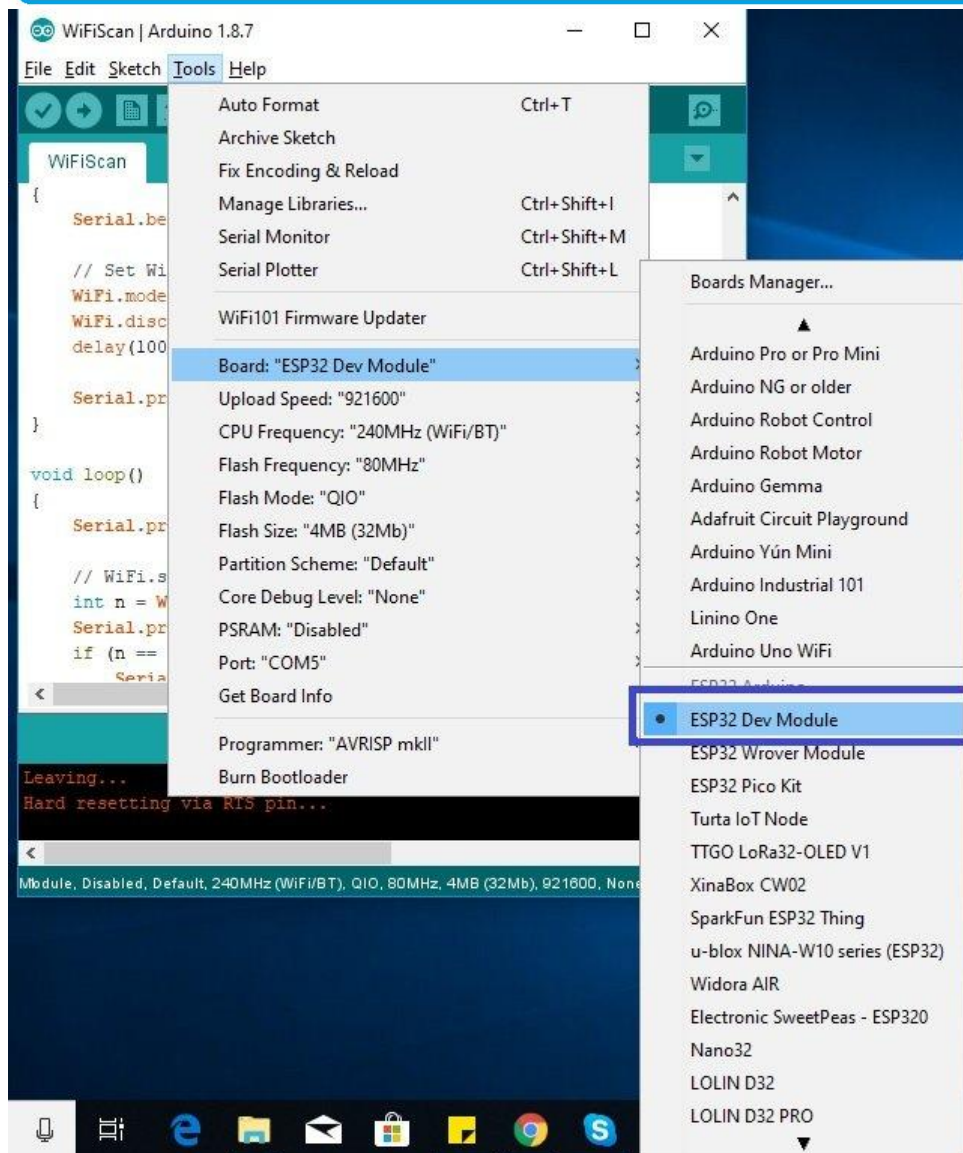 WiFiScan | Arduino 1.8.7
File Edit Sketch Tools Help
WiFiScan
{
Serial.be
// Set Wi
WiFi.mode
WiFi.disc
delay(100
Serial.pr
}
void loop()
{
Serial.pr
// WiFi.s
int n = W
Serial.pr
if (n ==
Seria
Leaving...
Hard resetting via RTS pin...
Module, Disabled, Default, 240MHz (WiFi/BT), QIO, 80MHz, 4MB (32Mb), 921600, None
Auto Format Ctrl+T
Archive Sketch
Fix Encoding & Reload
Manage Libraries... Ctrl+Shift+I
Serial Monitor Ctrl+Shift+M
Serial Plotter Ctrl+Shift+L
WiFi101 Firmware Updater
Board: "ESP32 Dev Module"
Upload Speed: "921600"
CPU Frequency: "240MHz (WiFi/BT)"
Flash Frequency: "80MHz"
Flash Mode: "QIO"
Flash Size: "4MB (32Mb)"
Partition Scheme: "Default"
Core Debug Level: "None"
PSRAM: "Disabled"
Port: "COM5"
Get Board Info
Programmer: "AVRISP mkII"
Burn Bootloader
Boards Manager...
Arduino Pro or Pro Mini
Arduino NG or older
Arduino Robot Control
Arduino Robot Motor
Arduino Gemma
Adafruit Circuit Playground
Arduino Yún Mini
Arduino Industrial 101
Linino One
Arduino Uno WiFi
ESP32 Arduino
ESP32 Dev Module
ESP32 Wrover Module
ESP32 Pico Kit
Turta IoT Node
TTGO LoRa32-OLED V1
XinaBox CW02
SparkFun ESP32 Thing
u-blox NINA-W10 series (ESP32)
Widora AIR
Electronic SweetPeas - ESP320
Nano32
LOLIN D32
LOLIN D32 PRO